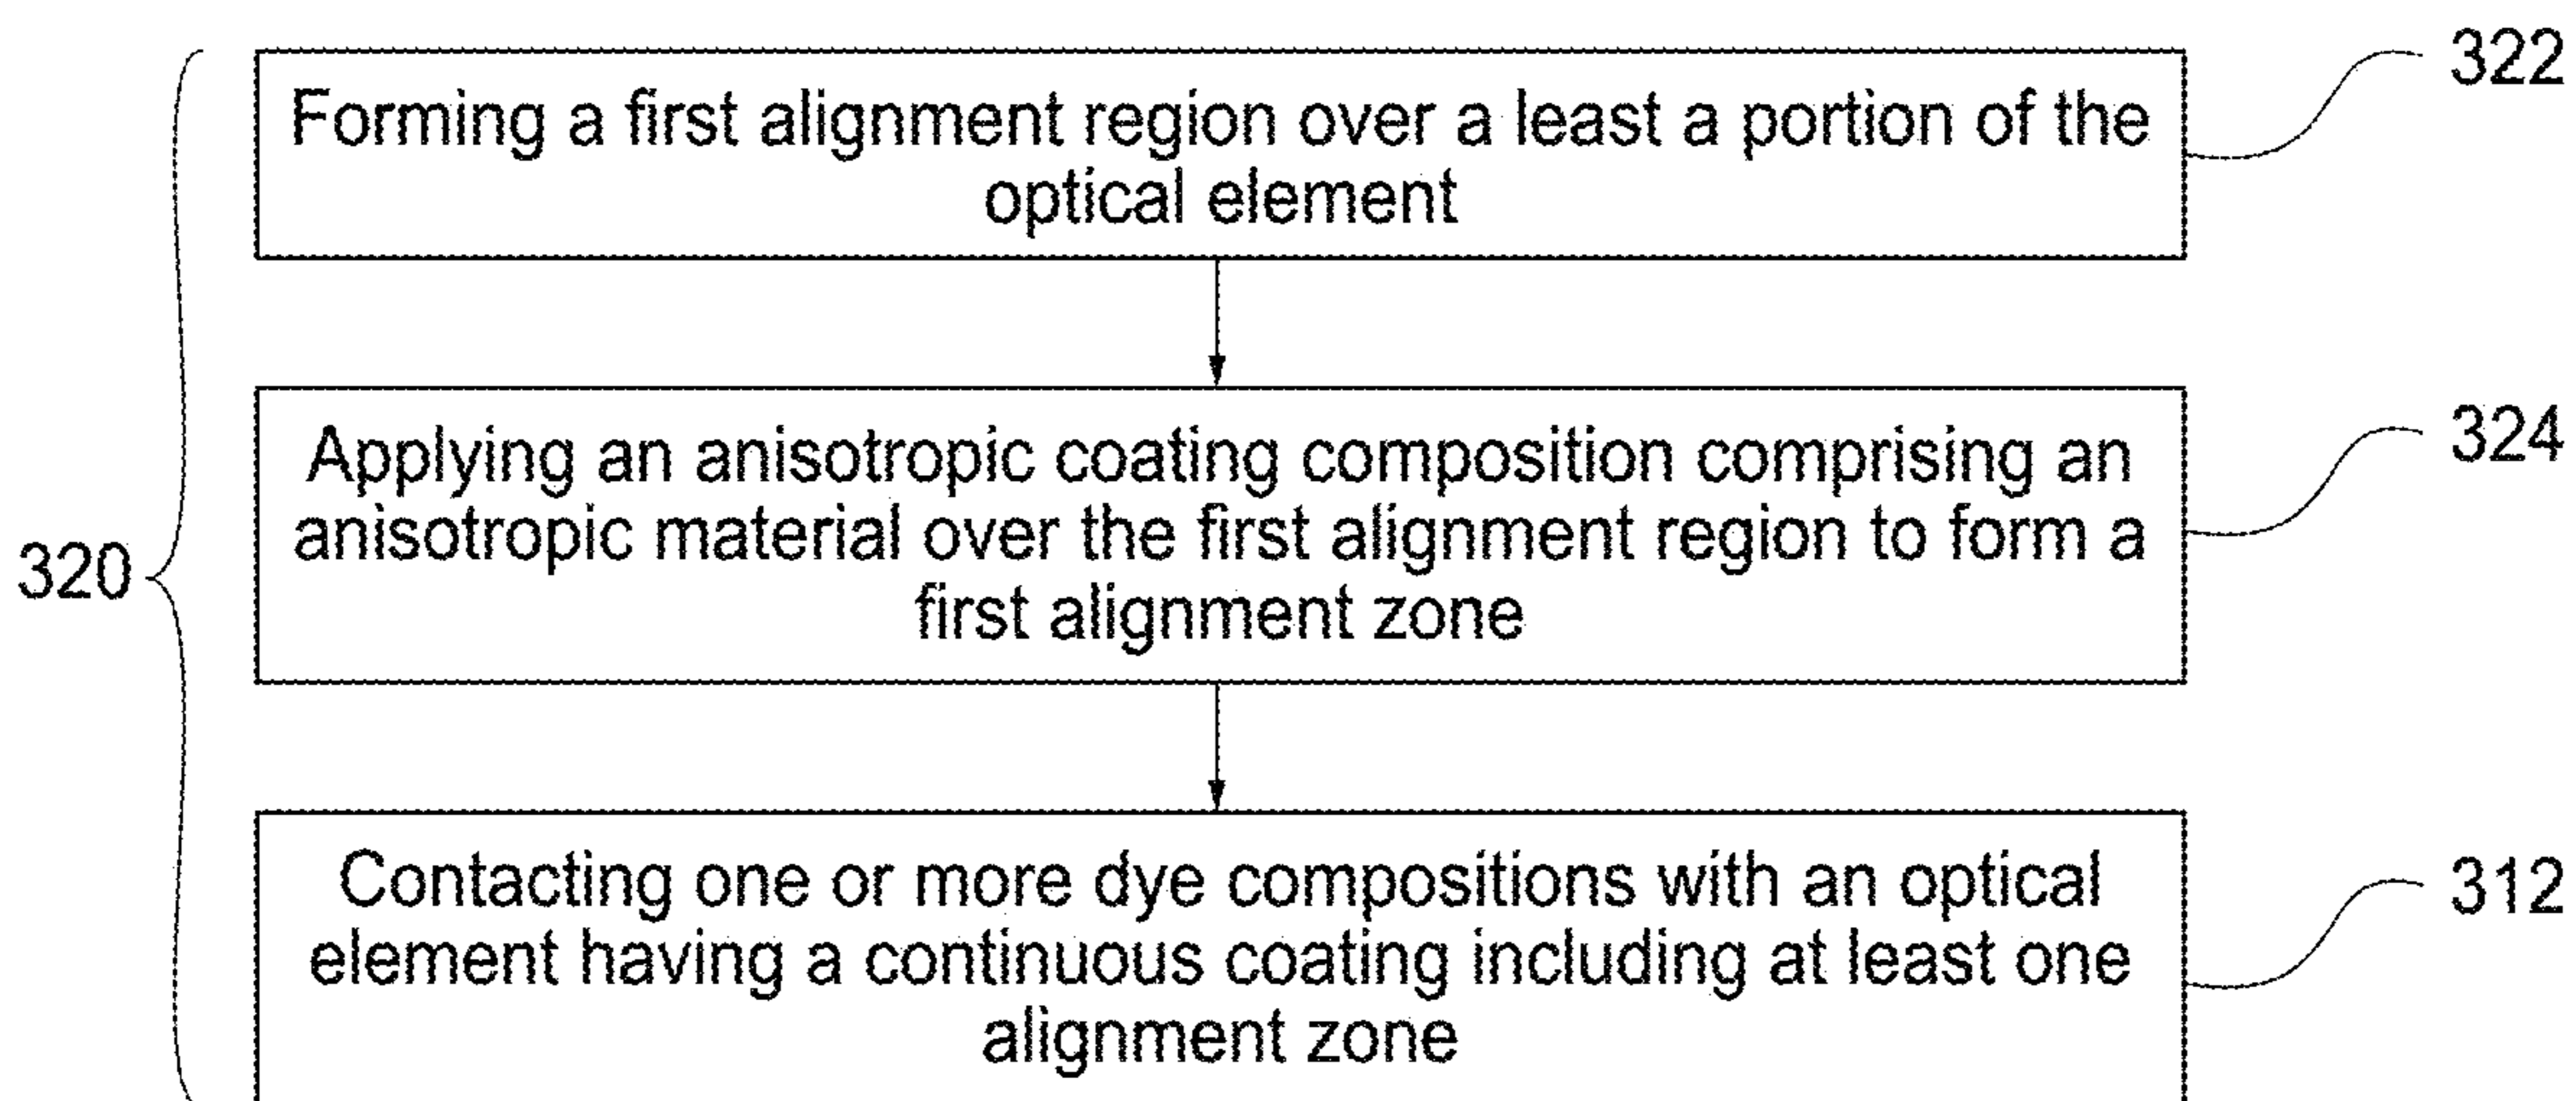 322
Forming a first alignment region over a least a portion of the
optical element
324
Applying an anisotropic coating composition comprising an
anisotropic material over the first alignment region to form a
first alignment zone
320
312
Contacting one or more dye compositions with an optical
element having a continuous coating including at least one
alignment zone